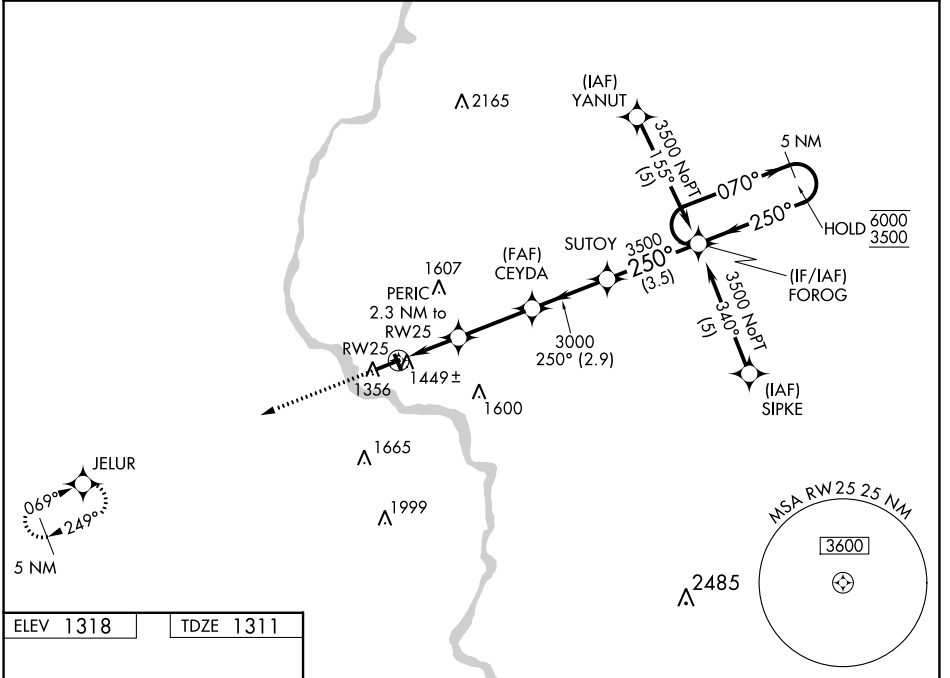 (IAF)
YANUT
2165
3500 NoPT
155°
(5)
5 NM
070°
250°
HOLD 6000
3500
(IF/IAF)
FOROG
SUTOY
3500
250°
(3.5)
(FAF)
CEYDA
1607
PERIC
2.3 NM to
RW25
RW25
1356
1449±
3000
250° (2.9)
1600
3500 NoPT
340°
(5)
(IAF)
SIPKE
1665
JELUR
069°
249°
5 NM
1999
MSA RW25 25 NM
3600
2485
ELEV 1318
TDZE 1311